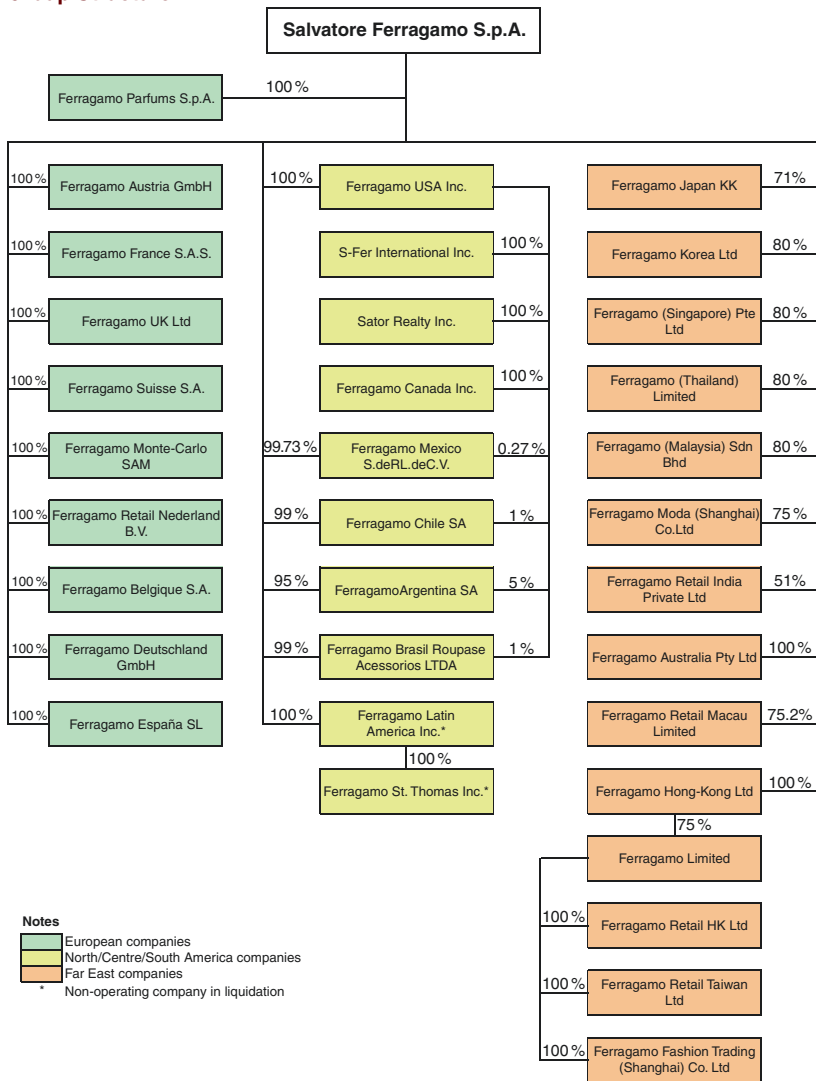 Salvatore Ferragamo S.p.A.
Ferragamo Parfums S.p.A.
100 %
100 %
Ferragamo Austria GmbH
100 %
Ferragamo France S.A.S.
100 %
Ferragamo UK Ltd
100 %
Ferragamo Suisse S.A.
100 %
Ferragamo Monte-Carlo
SAM
100 %
Ferragamo Retail Nederland
B.V.
100 %
Ferragamo Belgique S.A.
100 %
Ferragamo Deutschland
GmbH
100 %
Ferragamo España SL
100 %
Ferragamo USA Inc.
S-Fer International Inc.
100 %
Sator Realty Inc.
100 %
Ferragamo Canada Inc.
100 %
99.73 %
Ferragamo Mexico
S.deRL.deC.V.
0.27 %
99 %
Ferragamo Chile SA
1 %
95 %
FerragamoArgentina SA
5 %
99 %
Ferragamo Brasil Roupase
Acessorios LTDA
1 %
100 %
Ferragamo Latin
America Inc.*
100 %
Ferragamo St. Thomas Inc.*
Ferragamo Japan KK
71%
Ferragamo Korea Ltd
80 %
Ferragamo (Singapore) Pte
Ltd
80 %
Ferragamo (Thailand)
Limited
80 %
Ferragamo (Malaysia) Sdn
Bhd
80 %
Ferragamo Moda (Shanghai)
Co.Ltd
75 %
Ferragamo Retail India
Private Ltd
51%
Ferragamo Australia Pty Ltd
100 %
Ferragamo Retail Macau
Limited
75.2%
Ferragamo Hong-Kong Ltd
100 %
75 %
Ferragamo Limited
100 %
Ferragamo Retail HK Ltd
100 %
Ferragamo Retail Taiwan
Ltd
100 %
Ferragamo Fashion Trading
(Shanghai) Co. Ltd
Notes
European companies
North/Centre/South America companies
Far East companies
* Non-operating company in liquidation